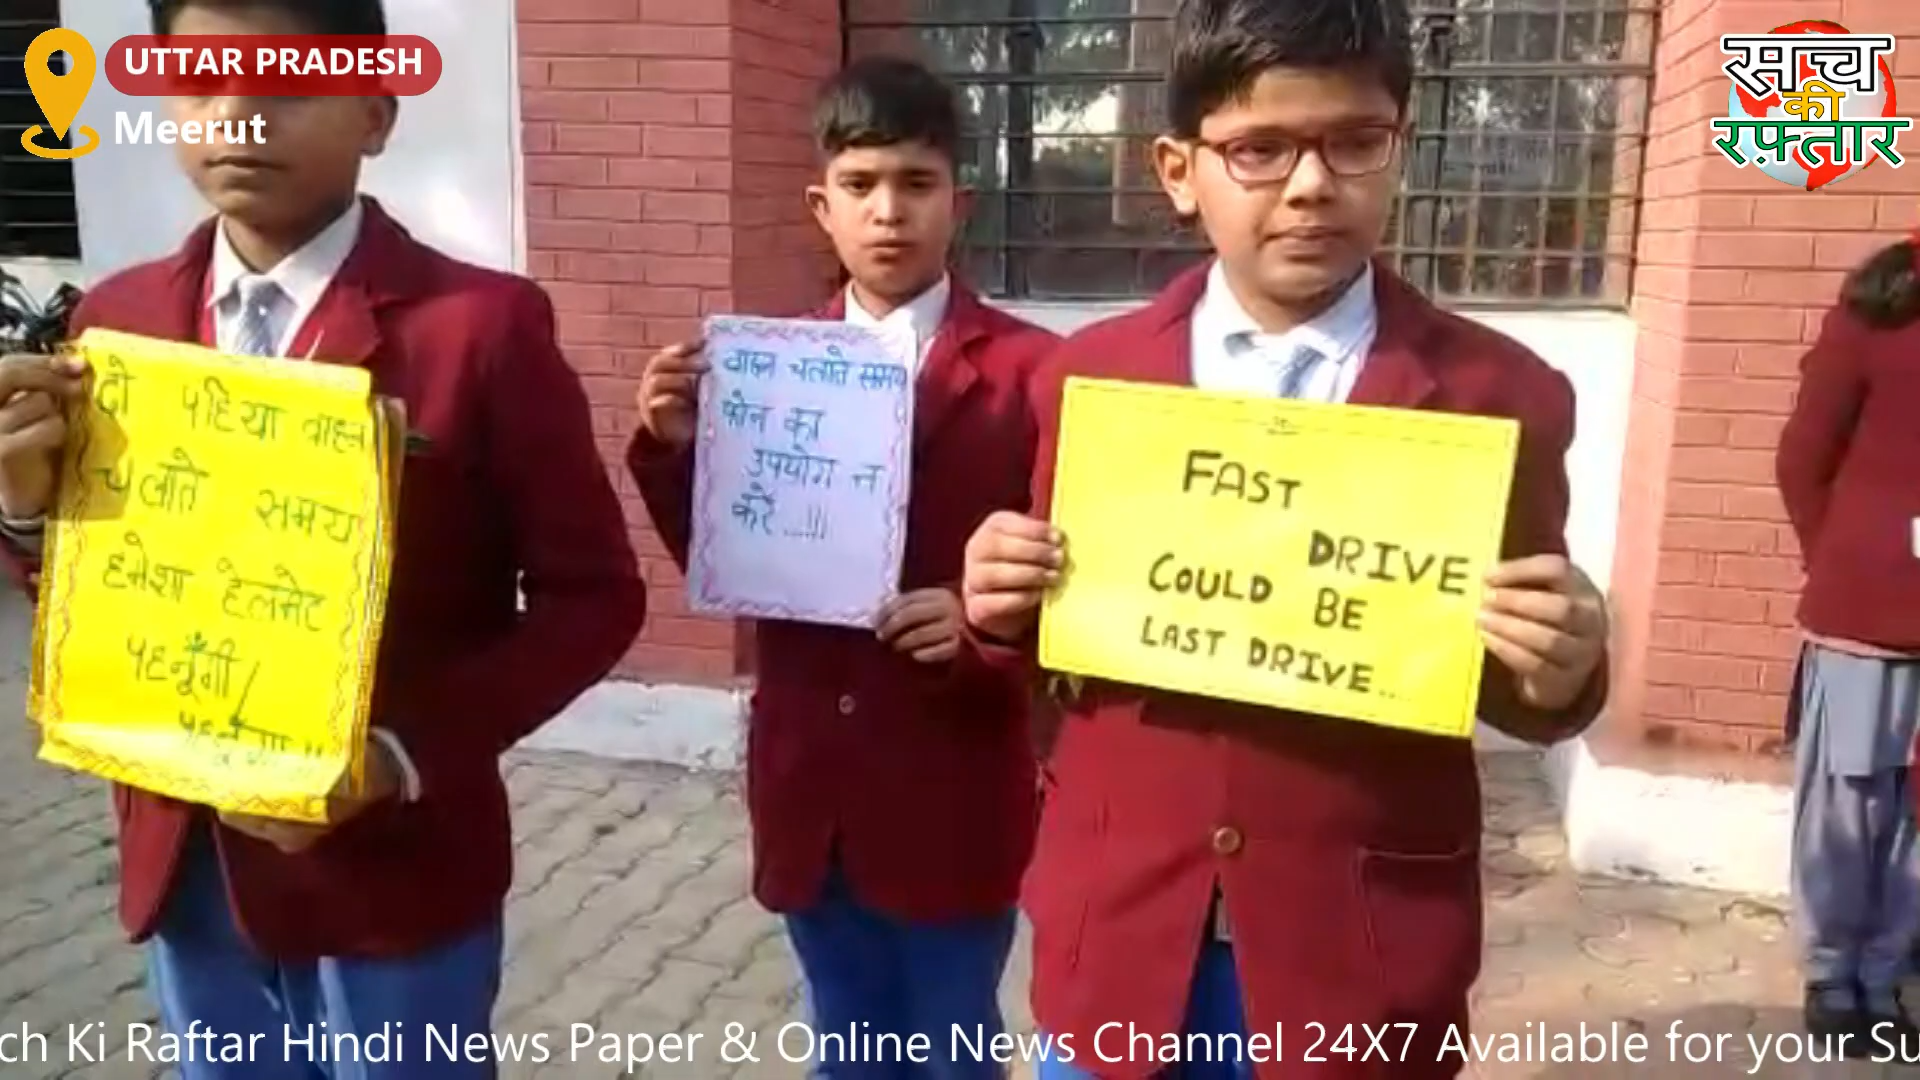 UTTAR PRADESH
Meerut
सच
की
रफ़्तार
दो पहिया वाहन
चलाते समय
हमेशा हेलमेट
पहनूँगी/
पहनूंगा!!
वाहन चलाते समय
फोन का
उपयोग न
करें.....!!!
FAST
DRIVE
COULD BE
LAST DRIVE...
ch Ki Raftar Hindi News Paper & Online News Channel 24X7 Available for your Su